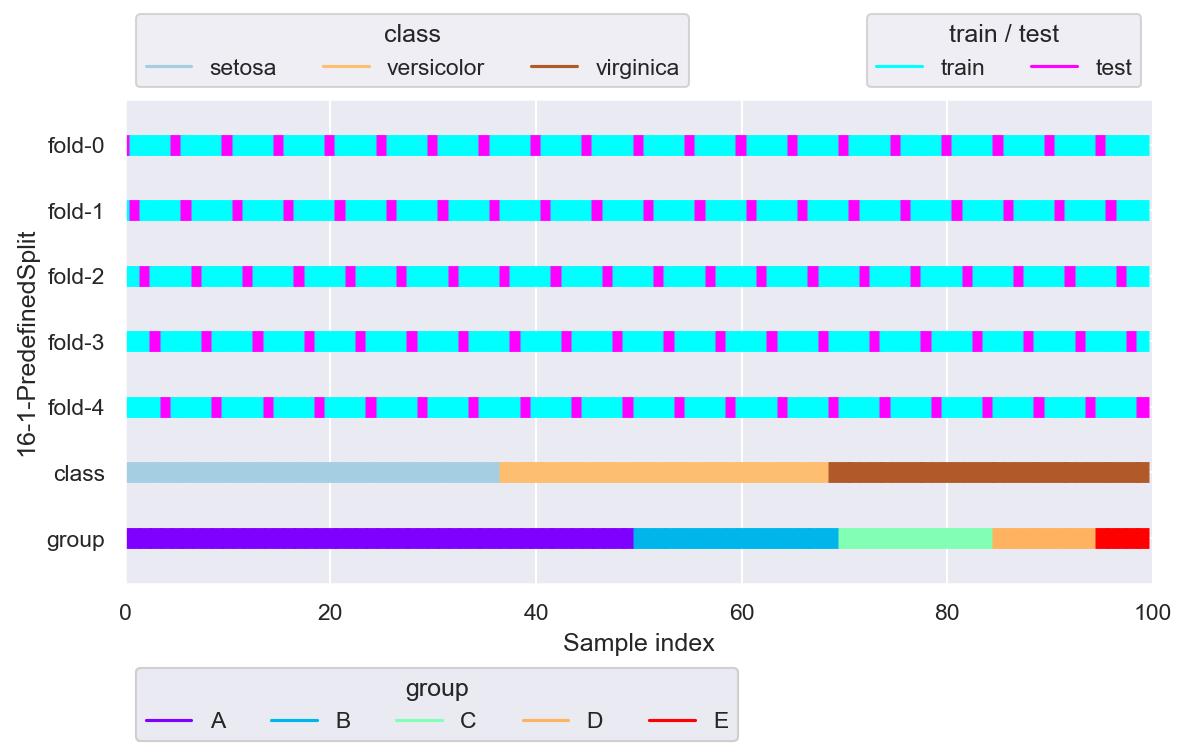 class
setosa versicolor virginica
train / test
train test
16-1-PredefinedSplit
fold-0
fold-1
fold-2
fold-3
fold-4
class
group
0 20 40 60 80 100
Sample index
group
A B C D E